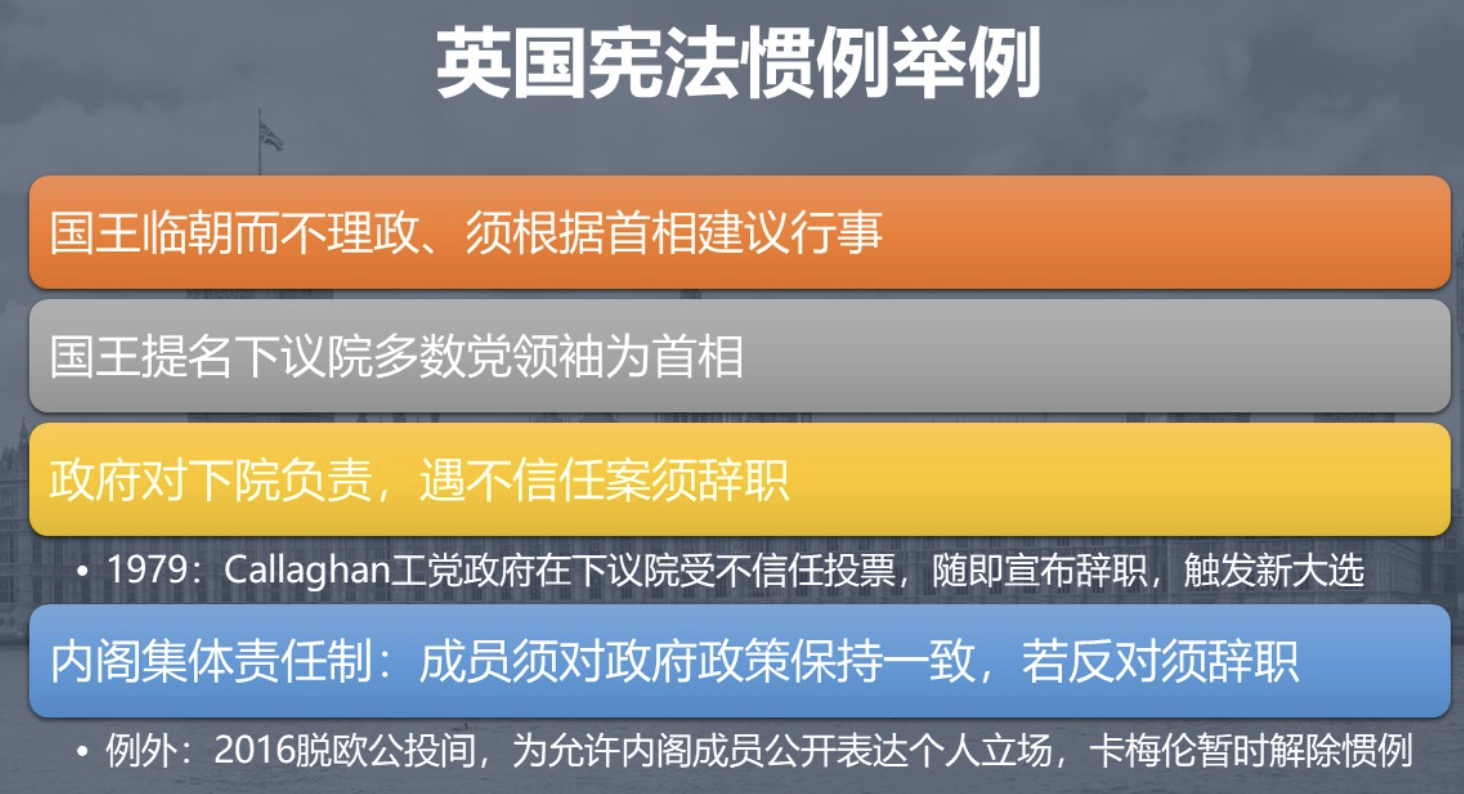 英国宪法惯例举例
国王临朝而不理政、须根据首相建议行事
国王提名下议院多数党领袖为首相
政府对下院负责，遇不信任案须辞职
• 1979：Callaghan工党政府在下议院受不信任投票，随即宣布辞职，触发新大选
内阁集体责任制：成员须对政府政策保持一致，若反对须辞职
• 例外：2016脱欧公投间，为允许内阁成员公开表达个人立场，卡梅伦暂时解除惯例